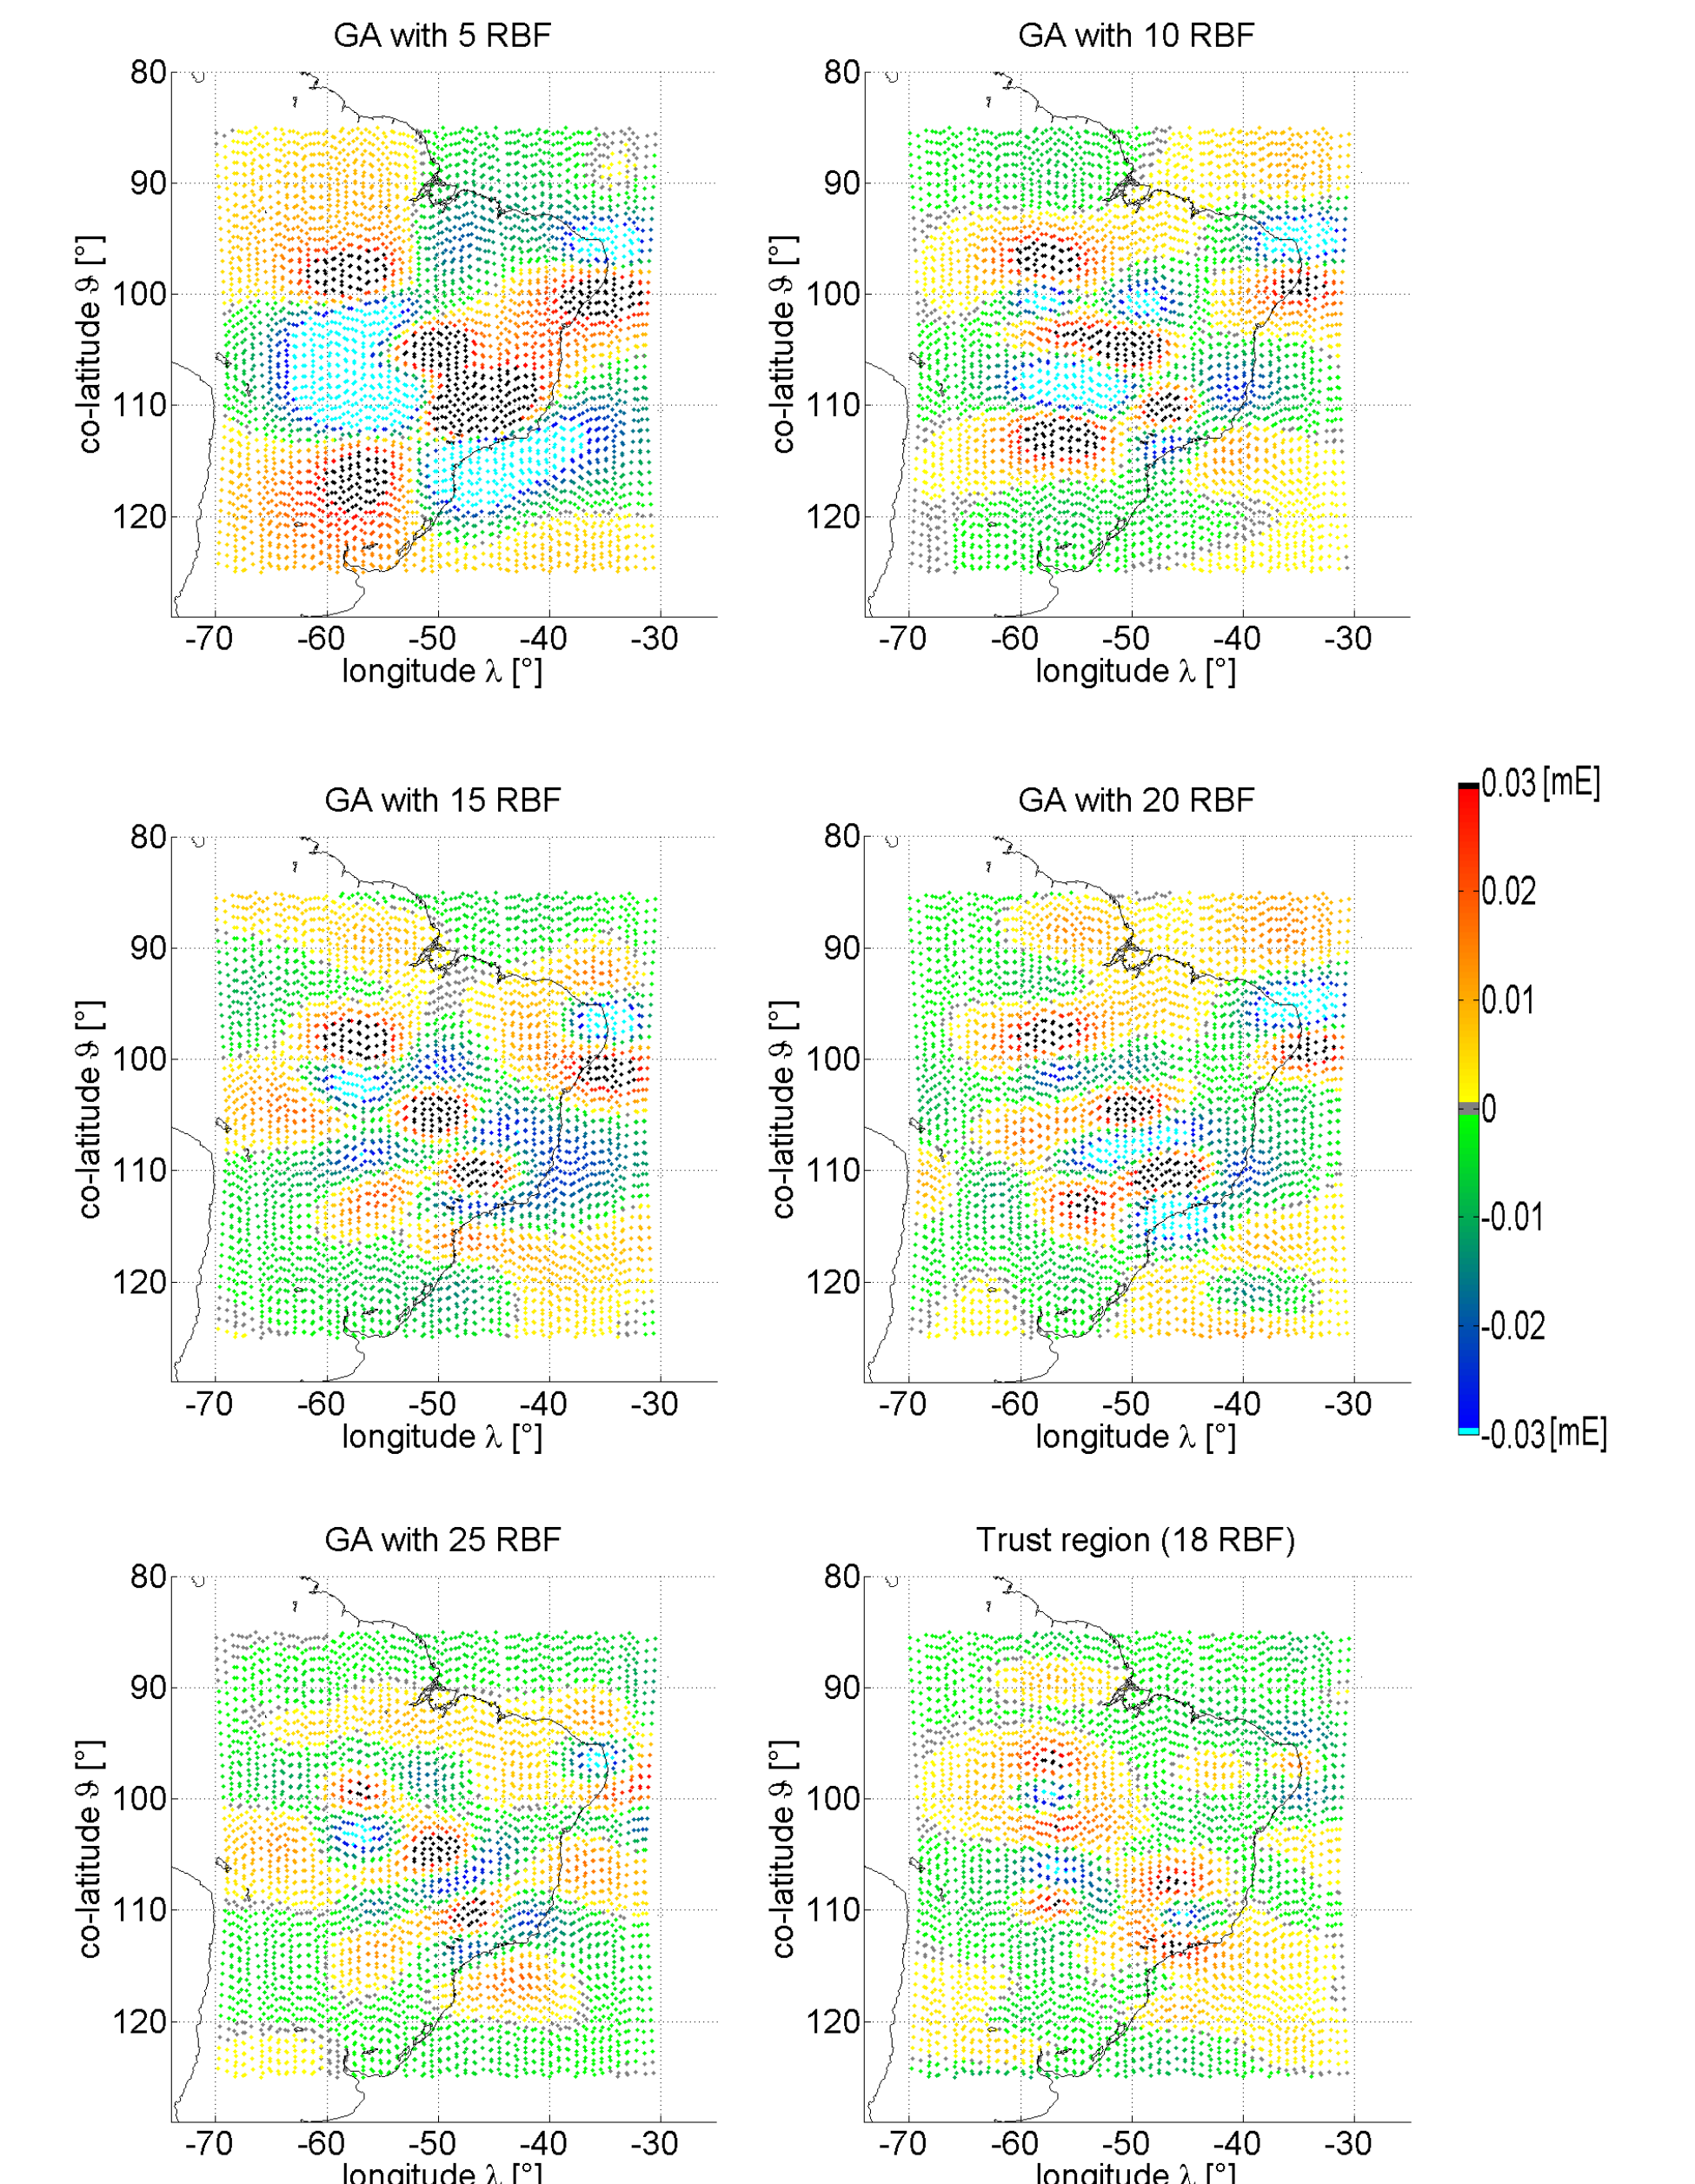 GA with 5 RBF
80
90
100
110
120
co-latitude ϑ [°]
-70 -60 -50 -40 -30
longitude λ [°]
GA with 10 RBF
80
90
100
110
120
co-latitude ϑ [°]
-70 -60 -50 -40 -30
longitude λ [°]
GA with 15 RBF
80
90
100
110
120
co-latitude ϑ [°]
-70 -60 -50 -40 -30
longitude λ [°]
GA with 20 RBF
80
90
100
110
120
co-latitude ϑ [°]
-70 -60 -50 -40 -30
longitude λ [°]
0.03 [mE]
0.02
0.01
0
-0.01
-0.02
-0.03 [mE]
GA with 25 RBF
80
90
100
110
120
co-latitude ϑ [°]
-70 -60 -50 -40 -30
longitude λ [°]
Trust region (18 RBF)
80
90
100
110
120
co-latitude ϑ [°]
-70 -60 -50 -40 -30
longitude λ [°]